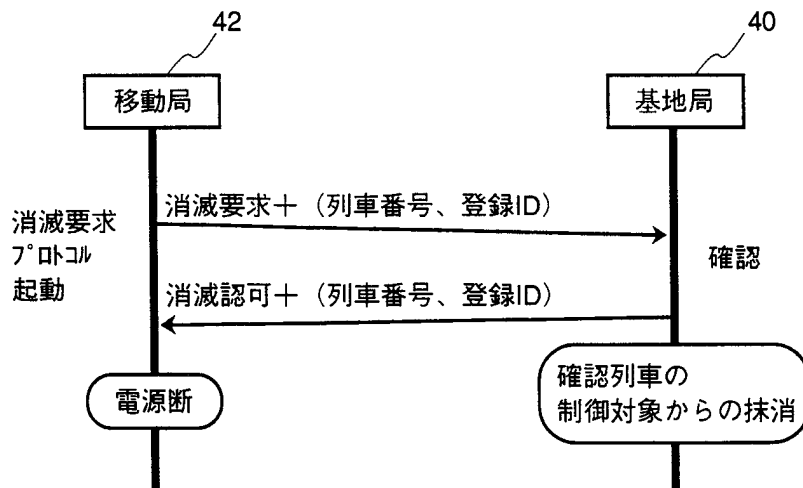 42
40
移動局
基地局
消滅要求＋（列車番号、登録ID）
消滅要求
ﾌﾟﾛﾄｺﾙ
起動
確認
消滅認可＋（列車番号、登録ID）
電源断
確認列車の
制御対象からの抹消